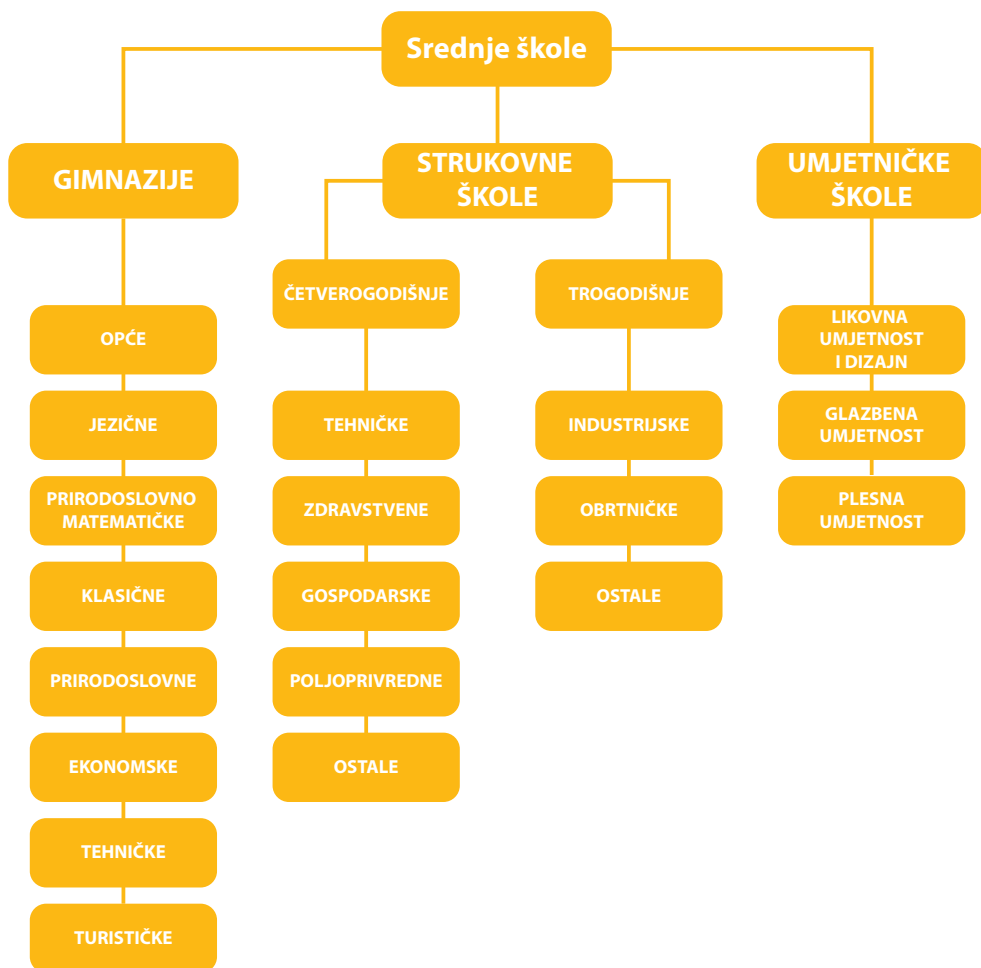 Srednje škole
GIMNAZIJE
OPĆE
JEZIČNE
PRIRODOSLOVNO
MATEMATIČKE
KLASIČNE
PRIRODOSLOVNE
EKONOMSKE
TEHNIČKE
TURISTIČKE
STRUKOVNE
ŠKOLE
ČETVEROGODIŠNJE
TEHNIČKE
ZDRAVSTVENE
GOSPODARSKE
POLJOPRIVREDNE
OSTALE
TROGODIŠNJE
INDUSTRIJSKE
OBRTNIČKE
OSTALE
UMJETNIČKE
ŠKOLE
LIKOVNA
UMJETNOST
I DIZAJN
GLAZBENA
UMJETNOST
PLESNA
UMJETNOST